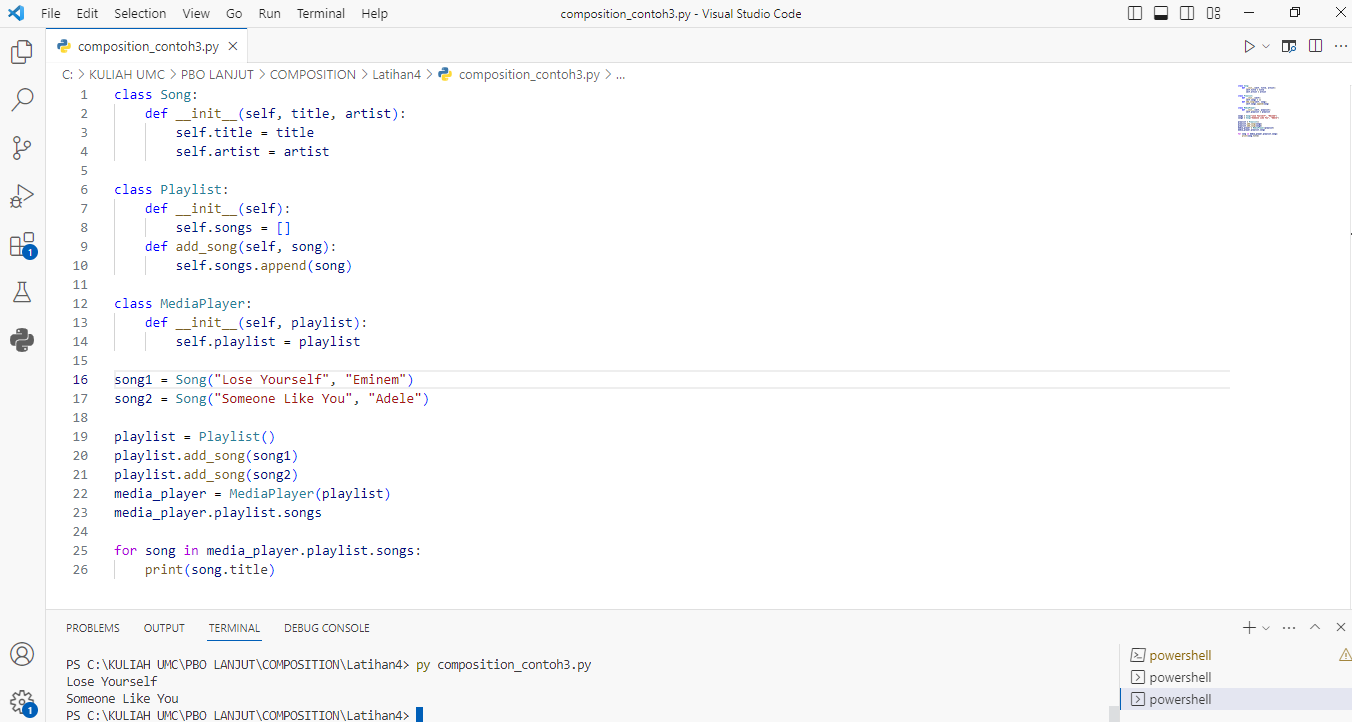 File Edit Selection View Go Run Terminal Help composition_contoh3.py - Visual Studio Code
composition_contoh3.py
C: > KULIAH UMC > PBO LANJUT > COMPOSITION > Latihan4 > composition_contoh3.py > ...
1 class Song:
2     def __init__(self, title, artist):
3         self.title = title
4         self.artist = artist
5
6 class Playlist:
7     def __init__(self):
8         self.songs = []
9     def add_song(self, song):
10         self.songs.append(song)
11
12 class MediaPlayer:
13     def __init__(self, playlist):
14         self.playlist = playlist
15
16 song1 = Song("Lose Yourself", "Eminem")
17 song2 = Song("Someone Like You", "Adele")
18
19 playlist = Playlist()
20 playlist.add_song(song1)
21 playlist.add_song(song2)
22 media_player = MediaPlayer(playlist)
23 media_player.playlist.songs
24
25 for song in media_player.playlist.songs:
26     print(song.title)
1
PROBLEMS OUTPUT TERMINAL DEBUG CONSOLE
PS C:\KULIAH UMC\PBO LANJUT\COMPOSITION\Latihan4> py composition_contoh3.py
Lose Yourself
Someone Like You
PS C:\KULIAH UMC\PBO LANJUT\COMPOSITION\Latihan4>
powershell
powershell
powershell
1